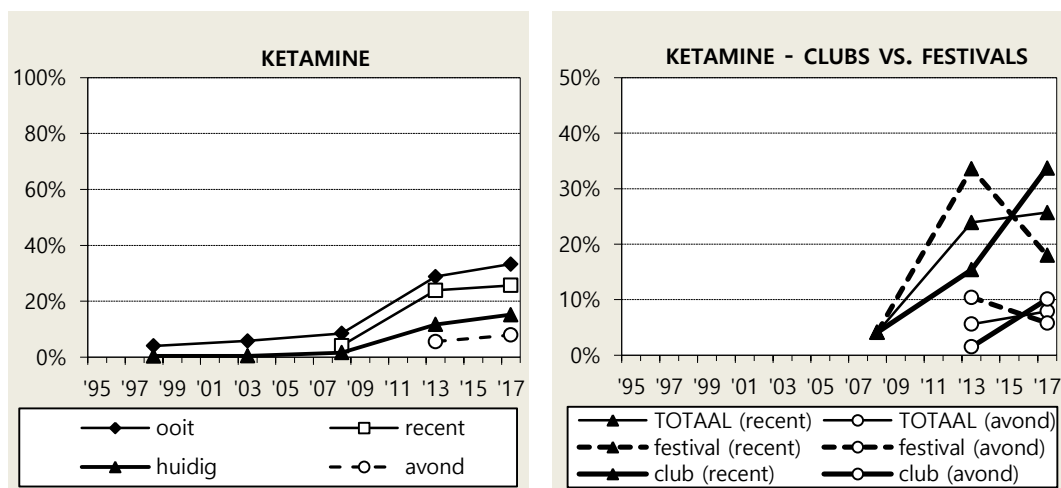 KETAMINE
100%
80%
60%
40%
20%
0%
'95 '97 '99 '01 '03 '05 '07 '09 '11 '13 '15 '17
ooit
recent
huidig
avond
KETAMINE - CLUBS VS. FESTIVALS
50%
40%
30%
20%
10%
0%
'95 '97 '99 '01 '03 '05 '07 '09 '11 '13 '15 '17
TOTAAL (recent)
TOTAAL (avond)
festival (recent)
festival (avond)
club (recent)
club (avond)